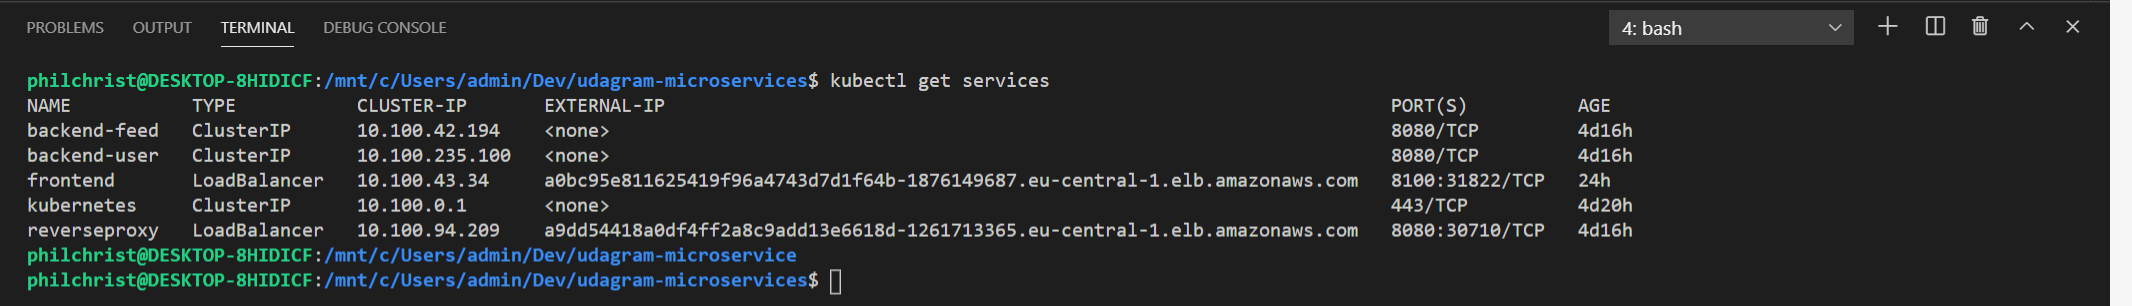 PROBLEMS OUTPUT TERMINAL DEBUG CONSOLE 4: bash
philchrist@DESKTOP-8HIDICF:/mnt/c/Users/admin/Dev/udagram-microservices$ kubectl get services
NAME TYPE CLUSTER-IP EXTERNAL-IP PORT(S) AGE
backend-feed ClusterIP 10.100.42.194 <none> 8080/TCP 4d16h
backend-user ClusterIP 10.100.235.100 <none> 8080/TCP 4d16h
frontend LoadBalancer 10.100.43.34 a0bc95e811625419f96a4743d7d1f64b-1876149687.eu-central-1.elb.amazonaws.com 8100:31822/TCP 24h
kubernetes ClusterIP 10.100.0.1 <none> 443/TCP 4d20h
reverseproxy LoadBalancer 10.100.94.209 a9dd54418a0df4ff2a8c9add13e6618d-1261713365.eu-central-1.elb.amazonaws.com 8080:30710/TCP 4d16h
philchrist@DESKTOP-8HIDICF:/mnt/c/Users/admin/Dev/udagram-microservice
philchrist@DESKTOP-8HIDICF:/mnt/c/Users/admin/Dev/udagram-microservices$